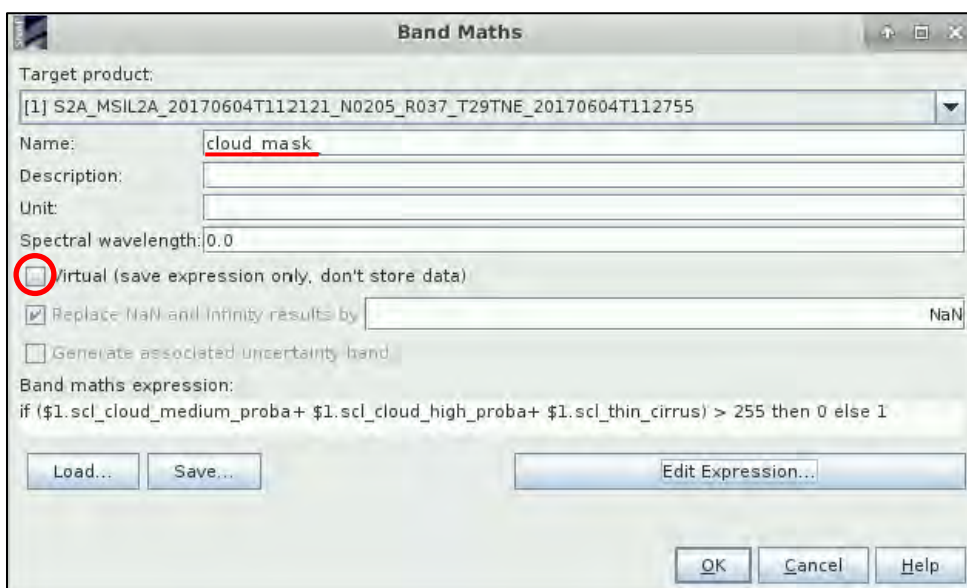 Band Maths
Target product:
[1] S2A_MSIL2A_20170604T112121_N0205_R037_T29TNE_20170604T112755
Name: cloud_mask
Description:
Unit:
Spectral wavelength: 0.0
Virtual (save expression only, don't store data)
Replace NaN and infinity results by NaN
Generate associated uncertainty band
Band maths expression:
if ($1.scl_cloud_medium_proba+ $1.scl_cloud_high_proba+ $1.scl_thin_cirrus) > 255 then 0 else 1
Load... Save... Edit Expression...
OK Cancel Help